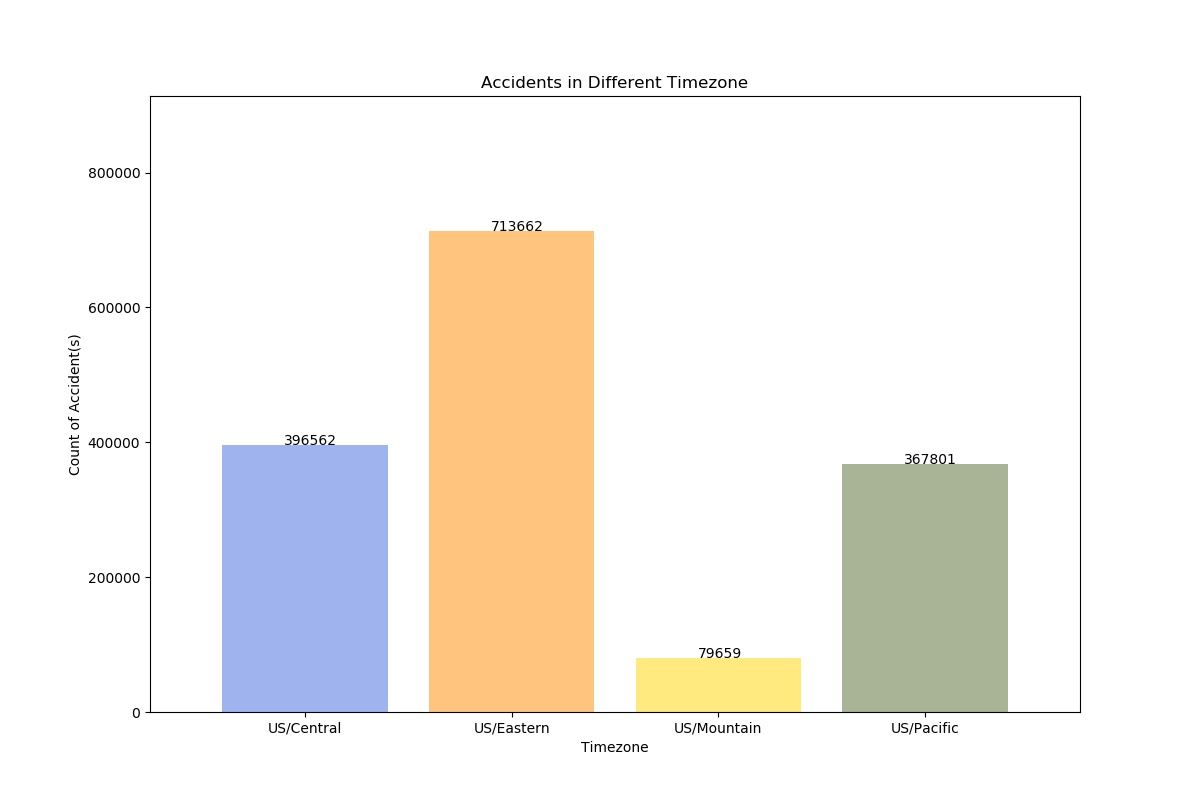 Accidents in Different Timezone
800000
600000
400000
200000
0
Count of Accident(s)
713662
396562
367801
79659
US/Central US/Eastern US/Mountain US/Pacific
Timezone